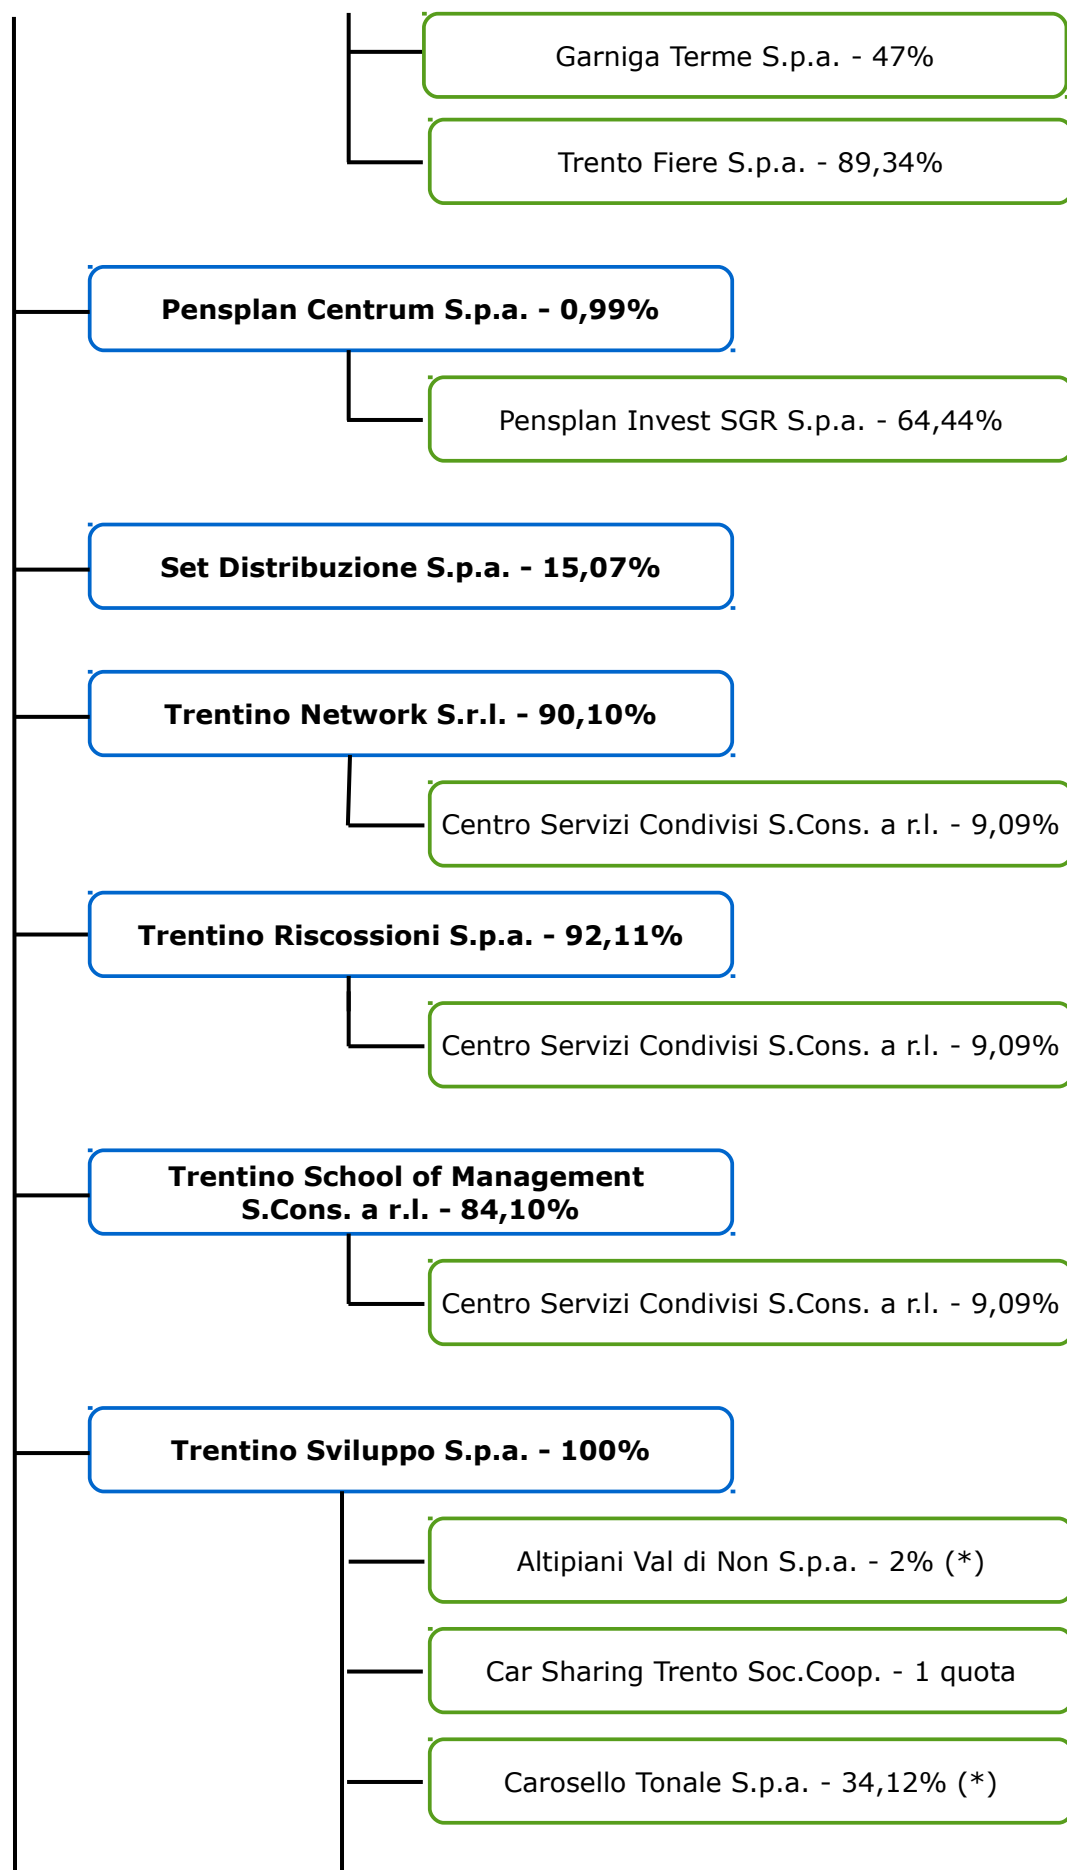 Garniga Terme S.p.a. - 47%
Trento Fiere S.p.a. - 89,34%
Pensplan Centrum S.p.a. - 0,99%
Pensplan Invest SGR S.p.a. - 64,44%
Set Distribuzione S.p.a. - 15,07%
Trentino Network S.r.l. - 90,10%
Centro Servizi Condivisi S.Cons. a r.l. - 9,09%
Trentino Riscossioni S.p.a. - 92,11%
Centro Servizi Condivisi S.Cons. a r.l. - 9,09%
Trentino School of Management
S.Cons. a r.l. - 84,10%
Centro Servizi Condivisi S.Cons. a r.l. - 9,09%
Trentino Sviluppo S.p.a. - 100%
Altipiani Val di Non S.p.a. - 2% (*)
Car Sharing Trento Soc.Coop. - 1 quota
Carosello Tonale S.p.a. - 34,12% (*)